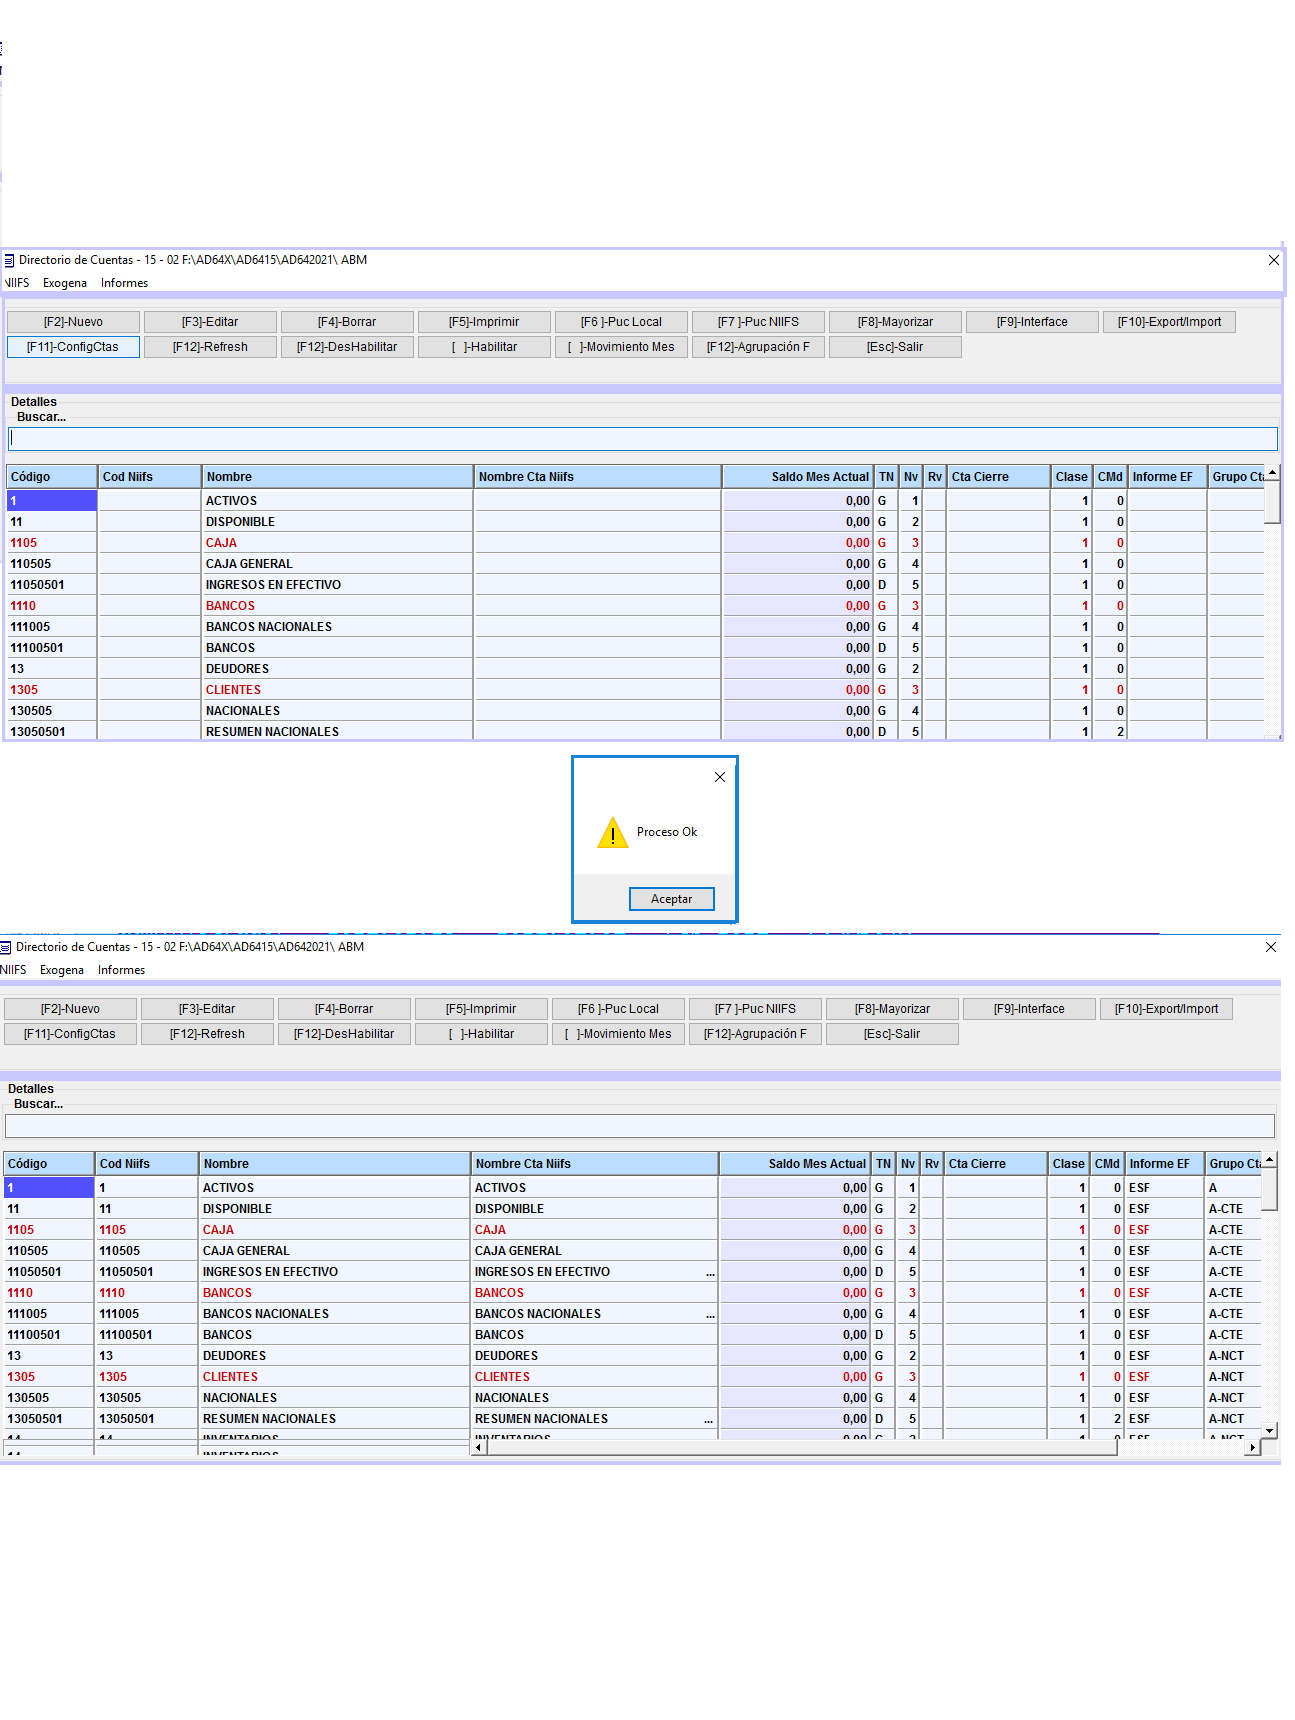 Directorio de Cuentas - 15 - 02 F:\AD64X\AD6415\AD642021\ ABM
NIIFS Exogena Informes
[F2]-Nuevo [F3]-Editar [F4]-Borrar [F5]-Imprimir [F6 ]-Puc Local [F7 ]-Puc NIIFS [F8]-Mayorizar [F9]-Interface [F10]-Export/Import
[F11]-ConfigCtas [F12]-Refresh [F12]-DesHabilitar [ ]-Habilitar [ ]-Movimiento Mes [F12]-Agrupación F [Esc]-Salir
Detalles
Buscar...
Código Cod Niifs Nombre Nombre Cta Niifs Saldo Mes Actual TN Nv Rv Cta Cierre Clase CMd Informe EF Grupo Cta
1 ACTIVOS 0,00 G 1 1 0
11 DISPONIBLE 0,00 G 2 1 0
1105 CAJA 0,00 G 3 1 0
110505 CAJA GENERAL 0,00 G 4 1 0
11050501 INGRESOS EN EFECTIVO 0,00 D 5 1 0
1110 BANCOS 0,00 G 3 1 0
111005 BANCOS NACIONALES 0,00 G 4 1 0
11100501 BANCOS 0,00 D 5 1 0
13 DEUDORES 0,00 G 2 1 0
1305 CLIENTES 0,00 G 3 1 0
130505 NACIONALES 0,00 G 4 1 0
13050501 RESUMEN NACIONALES 0,00 D 5 1 2
Proceso Ok
Aceptar
Directorio de Cuentas - 15 - 02 F:\AD64X\AD6415\AD642021\ ABM
NIIFS Exogena Informes
[F2]-Nuevo [F3]-Editar [F4]-Borrar [F5]-Imprimir [F6 ]-Puc Local [F7 ]-Puc NIIFS [F8]-Mayorizar [F9]-Interface [F10]-Export/Import
[F11]-ConfigCtas [F12]-Refresh [F12]-DesHabilitar [ ]-Habilitar [ ]-Movimiento Mes [F12]-Agrupación F [Esc]-Salir
Detalles
Buscar...
Código Cod Niifs Nombre Nombre Cta Niifs Saldo Mes Actual TN Nv Rv Cta Cierre Clase CMd Informe EF Grupo Cta
1 1 ACTIVOS ACTIVOS 0,00 G 1 1 0 ESF A
11 11 DISPONIBLE DISPONIBLE 0,00 G 2 1 0 ESF A-CTE
1105 1105 CAJA CAJA 0,00 G 3 1 0 ESF A-CTE
110505 110505 CAJA GENERAL CAJA GENERAL 0,00 G 4 1 0 ESF A-CTE
11050501 11050501 INGRESOS EN EFECTIVO INGRESOS EN EFECTIVO ... 0,00 D 5 1 0 ESF A-CTE
1110 1110 BANCOS BANCOS 0,00 G 3 1 0 ESF A-CTE
111005 111005 BANCOS NACIONALES BANCOS NACIONALES ... 0,00 G 4 1 0 ESF A-CTE
11100501 11100501 BANCOS BANCOS 0,00 D 5 1 0 ESF A-CTE
13 13 DEUDORES DEUDORES 0,00 G 2 1 0 ESF A-NCT
1305 1305 CLIENTES CLIENTES 0,00 G 3 1 0 ESF A-NCT
130505 130505 NACIONALES NACIONALES 0,00 G 4 1 0 ESF A-NCT
13050501 13050501 RESUMEN NACIONALES RESUMEN NACIONALES ... 0,00 D 5 1 2 ESF A-NCT
14 14 INVENTARIOS INVENTARIOS 0,00 G 2 1 0 ESF A-NCT
14 INVENTARIOS